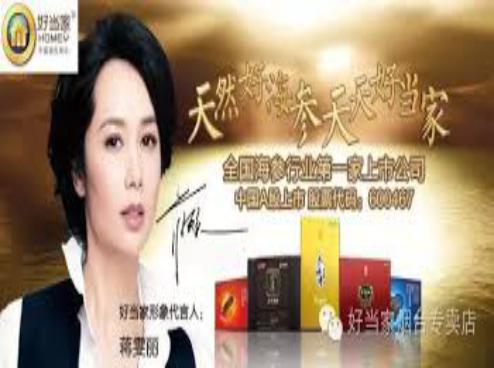 好当家
HOMEY
天然好海参天天好当家
全国海参行业第一家上市公司
中国A股上市 股票代码：600467
好当家形象代言人：
蒋雯丽
好当家烟台专卖店